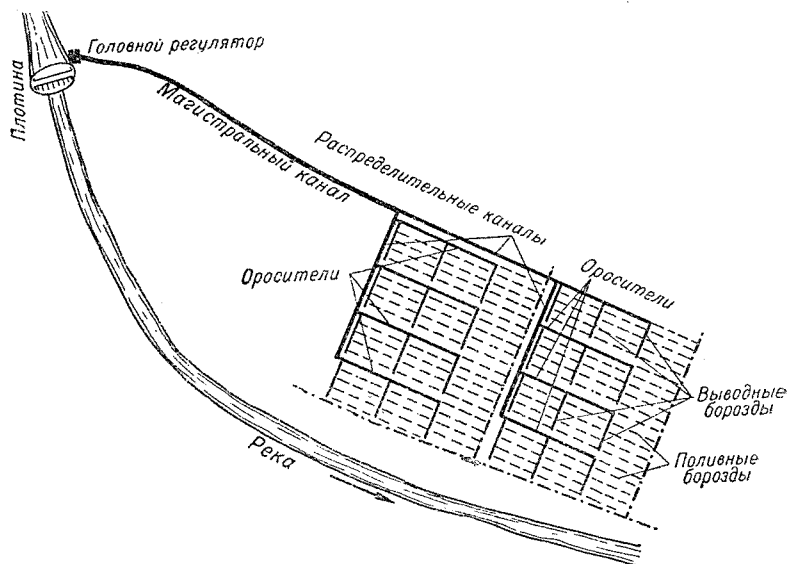 Головной регулятор
Плотина
Магистральный канал
Распределительные каналы
Оросители
Оросители
Выводные
борозды
Поливные
борозды
Река